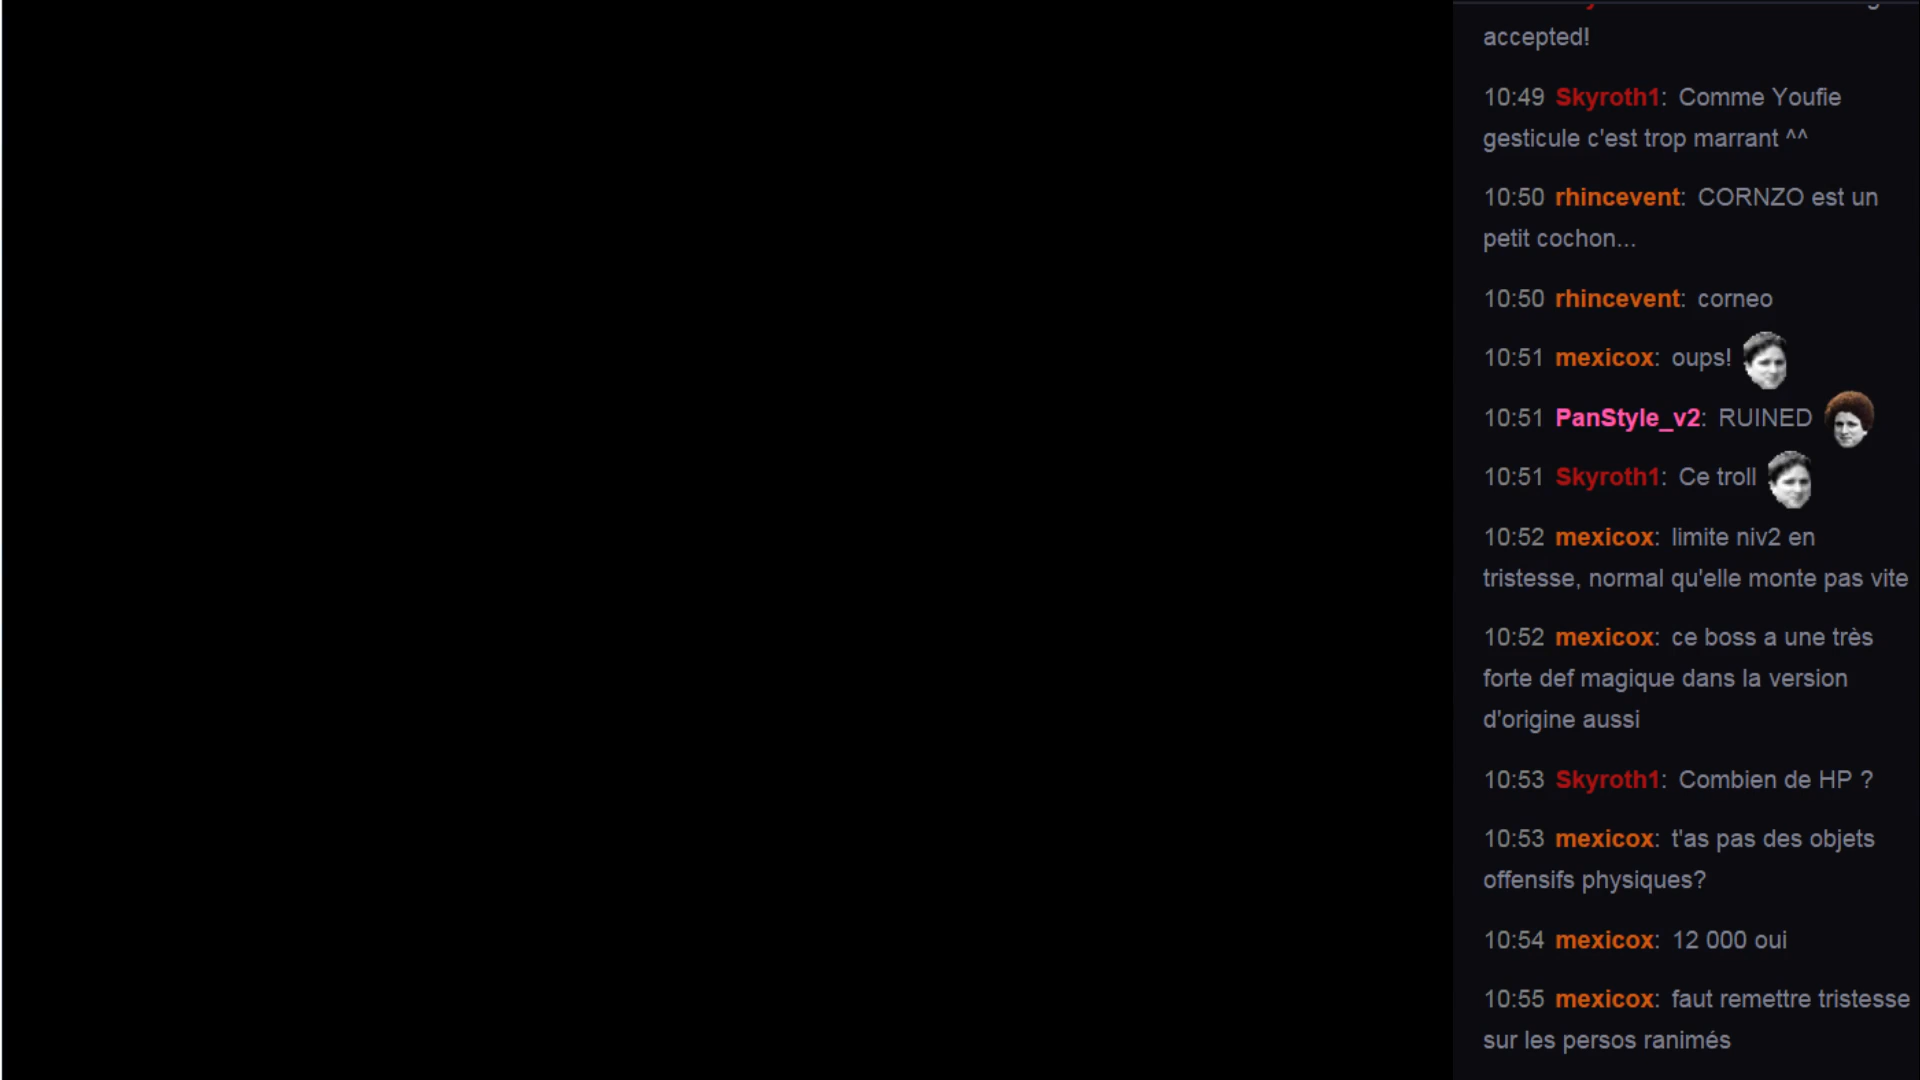 accepted!
10:49 Skyroth1: Comme Youfie
gesticule c'est trop marrant ^^
10:50 rhincevent: CORNZO est un
petit cochon...
10:50 rhincevent: corneo
10:51 mexicox: oups!
10:51 PanStyle_v2: RUINED
10:51 Skyroth1: Ce troll
10:52 mexicox: limite niv2 en
tristesse, normal qu'elle monte pas vite
10:52 mexicox: ce boss a une très
forte def magique dans la version
d'origine aussi
10:53 Skyroth1: Combien de HP ?
10:53 mexicox: t'as pas des objets
offensifs physiques?
10:54 mexicox: 12 000 oui
10:55 mexicox: faut remettre tristesse
sur les persos ranimés